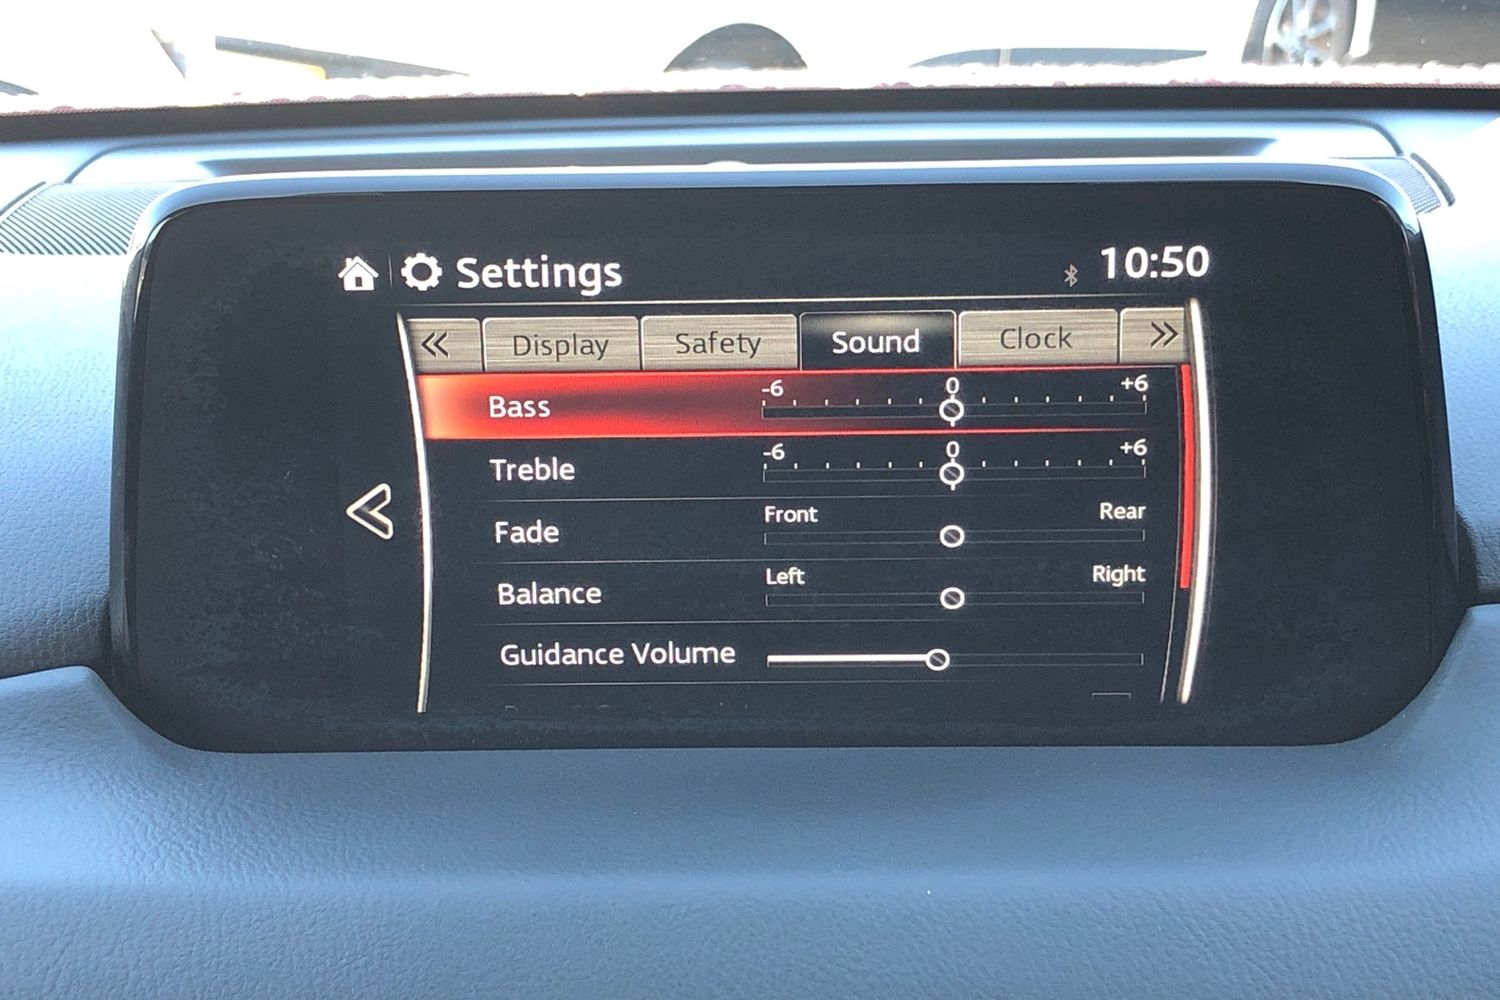 Settings 10:50
« Display Safety Sound Clock »
Bass -6 0 +6
Treble -6 0 +6
Fade Front Rear
Balance Left Right
Guidance Volume